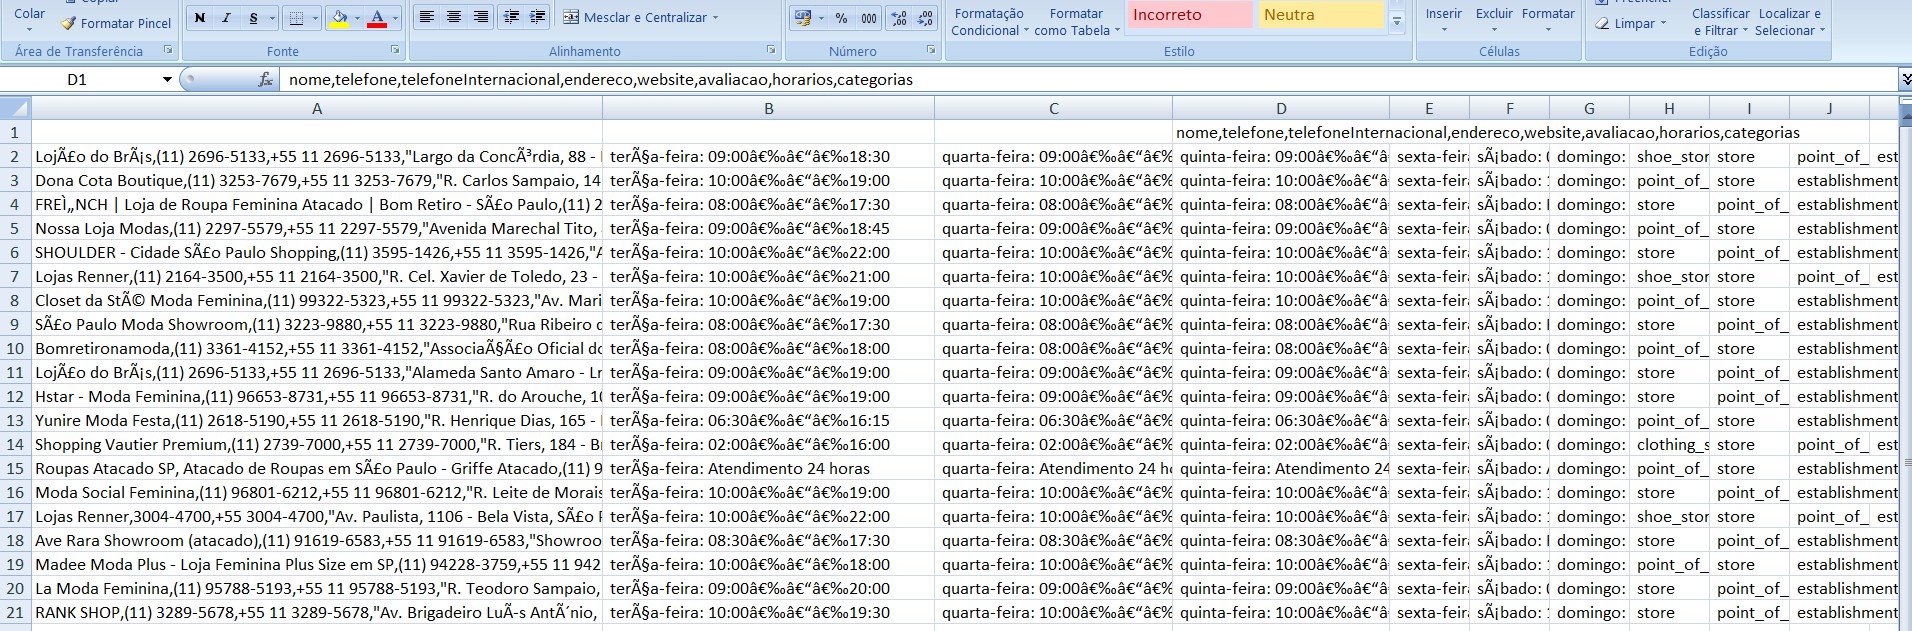 Colar
Copiar
Formatar Pincel
Área de Transferência
N I S
A
Fonte
Mesclar e Centralizar
Alinhamento
% 000 ,00 ,00
Número
Formatação Condicional
Formatar como Tabela
Incorreto
Neutra
Estilo
Inserir Excluir Formatar
Células
Preencher
Limpar
Classificar e Filtrar
Localizar e Selecionar
Edição
D1 fx nome,telefone,telefoneInternacional,endereco,website,avaliacao,horarios,categorias
A B C D E F G H I J
1 nome,telefone,telefoneInternacional,endereco,website,avaliacao,horarios,categorias
2 LojÃ£o do BrÃ¡s,(11) 2696-5133,+55 11 2696-5133,"Largo da ConcÃ³rdia, 88 - terÃ§a-feira: 09:00â€‰â€“â€‰18:30 quarta-feira: 09:00â€‰â€“â€‰ quinta-feira: 09:00â€‰â€“â sexta-feir sÃ¡bado: domingo: shoe_stor store point_of_ est
3 Dona Cota Boutique,(11) 3253-7679,+55 11 3253-7679,"R. Carlos Sampaio, 14 terÃ§a-feira: 10:00â€‰â€“â€‰19:00 quarta-feira: 10:00â€‰â€“â€‰ quinta-feira: 10:00â€‰â€“â sexta-feir sÃ¡bado: domingo: point_of_ store establishment
4 FREÌ„NCH | Loja de Roupa Feminina Atacado | Bom Retiro - SÃ£o Paulo,(11) 2 terÃ§a-feira: 08:00â€‰â€“â€‰17:30 quarta-feira: 08:00â€‰â€“â€‰ quinta-feira: 08:00â€‰â€“â sexta-feir sÃ¡bado: domingo: store point_of_ establishment
5 Nossa Loja Modas,(11) 2297-5579,+55 11 2297-5579,"Avenida Marechal Tito, terÃ§a-feira: 09:00â€‰â€“â€‰18:45 quarta-feira: 09:00â€‰â€“â€‰ quinta-feira: 09:00â€‰â€“â sexta-feir sÃ¡bado: domingo: point_of_ store establishment
6 SHOULDER - Cidade SÃ£o Paulo Shopping,(11) 3595-1426,+55 11 3595-1426,"A terÃ§a-feira: 10:00â€‰â€“â€‰22:00 quarta-feira: 10:00â€‰â€“â€‰ quinta-feira: 10:00â€‰â€“â sexta-feir sÃ¡bado: domingo: store point_of_ establishment
7 Lojas Renner,(11) 2164-3500,+55 11 2164-3500,"R. Cel. Xavier de Toledo, 23 - terÃ§a-feira: 10:00â€‰â€“â€‰21:00 quarta-feira: 10:00â€‰â€“â€‰ quinta-feira: 10:00â€‰â€“â sexta-feir sÃ¡bado: domingo: shoe_stor store point_of_ est
8 Closet da StÃ© Moda Feminina,(11) 99322-5323,+55 11 99322-5323,"Av. Mari terÃ§a-feira: 10:00â€‰â€“â€‰19:00 quarta-feira: 10:00â€‰â€“â€‰ quinta-feira: 10:00â€‰â€“â sexta-feir sÃ¡bado: domingo: point_of_ store establishment
9 SÃ£o Paulo Moda Showroom,(11) 3223-9880,+55 11 3223-9880,"Rua Ribeiro d terÃ§a-feira: 08:00â€‰â€“â€‰17:30 quarta-feira: 08:00â€‰â€“â€‰ quinta-feira: 08:00â€‰â€“â sexta-feir sÃ¡bado: domingo: store point_of_ establishment
10 Bomretironamoda,(11) 3361-4152,+55 11 3361-4152,"AssociaÃ§Ã£o Oficial do terÃ§a-feira: 08:00â€‰â€“â€‰18:00 quarta-feira: 08:00â€‰â€“â€‰ quinta-feira: 08:00â€‰â€“â sexta-feir sÃ¡bado: domingo: point_of_ store establishment
11 LojÃ£o do BrÃ¡s,(11) 2696-5133,+55 11 2696-5133,"Alameda Santo Amaro - Lr terÃ§a-feira: 09:00â€‰â€“â€‰19:00 quarta-feira: 09:00â€‰â€“â€‰ quinta-feira: 09:00â€‰â€“â sexta-feir sÃ¡bado: domingo: store point_of_ establishment
12 Hstar - Moda Feminina,(11) 96653-8731,+55 11 96653-8731,"R. do Arouche, 10 terÃ§a-feira: 09:00â€‰â€“â€‰19:00 quarta-feira: 09:00â€‰â€“â€‰ quinta-feira: 09:00â€‰â€“â sexta-feir sÃ¡bado: domingo: store point_of_ establishment
13 Yunire Moda Festa,(11) 2618-5190,+55 11 2618-5190,"R. Henrique Dias, 165 - terÃ§a-feira: 06:30â€‰â€“â€‰16:15 quarta-feira: 06:30â€‰â€“â€‰ quinta-feira: 06:30â€‰â€“â sexta-feir sÃ¡bado: domingo: point_of_ store establishment
14 Shopping Vautier Premium,(11) 2739-7000,+55 11 2739-7000,"R. Tiers, 184 - Br terÃ§a-feira: 02:00â€‰â€“â€‰16:00 quarta-feira: 02:00â€‰â€“â€‰ quinta-feira: 02:00â€‰â€“â sexta-feir sÃ¡bado: domingo: clothing_s store point_of_ est
15 Roupas Atacado SP, Atacado de Roupas em SÃ£o Paulo - Griffe Atacado,(11) 9 terÃ§a-feira: Atendimento 24 horas quarta-feira: Atendimento 24 ho quinta-feira: Atendimento 24 sexta-feir sÃ¡bado: domingo: point_of_ store establishment
16 Moda Social Feminina,(11) 96801-6212,+55 11 96801-6212,"R. Leite de Morais terÃ§a-feira: 10:00â€‰â€“â€‰19:00 quarta-feira: 10:00â€‰â€“â€‰ quinta-feira: 10:00â€‰â€“â sexta-feir sÃ¡bado: domingo: store point_of_ establishment
17 Lojas Renner,3004-4700,+55 3004-4700,"Av. Paulista, 1106 - Bela Vista, SÃ£o P terÃ§a-feira: 10:00â€‰â€“â€‰22:00 quarta-feira: 10:00â€‰â€“â€‰ quinta-feira: 10:00â€‰â€“â sexta-feir sÃ¡bado: domingo: shoe_stor store point_of_ est
18 Ave Rara Showroom (atacado),(11) 91619-6583,+55 11 91619-6583,"Showroo terÃ§a-feira: 08:30â€‰â€“â€‰17:30 quarta-feira: 08:30â€‰â€“â€‰ quinta-feira: 08:30â€‰â€“â sexta-feir sÃ¡bado: domingo: store point_of_ establishment
19 Madee Moda Plus - Loja Feminina Plus Size em SP,(11) 94228-3759,+55 11 942 terÃ§a-feira: 10:00â€‰â€“â€‰18:00 quarta-feira: 10:00â€‰â€“â€‰ quinta-feira: 10:00â€‰â€“â sexta-feir sÃ¡bado: domingo: point_of_ store establishment
20 La Moda Feminina,(11) 95788-5193,+55 11 95788-5193,"R. Teodoro Sampaio, terÃ§a-feira: 09:00â€‰â€“â€‰20:00 quarta-feira: 09:00â€‰â€“â€‰ quinta-feira: 09:00â€‰â€“â sexta-feir sÃ¡bado: domingo: store point_of_ establishment
21 RANK SHOP,(11) 3289-5678,+55 11 3289-5678,"Av. Brigadeiro LuÃ­s AntÃ´nio, terÃ§a-feira: 10:00â€‰â€“â€‰19:30 quarta-feira: 10:00â€‰â€“â€‰ quinta-feira: 10:00â€‰â€“â sexta-feir sÃ¡bado: domingo: store point_of_ establishment